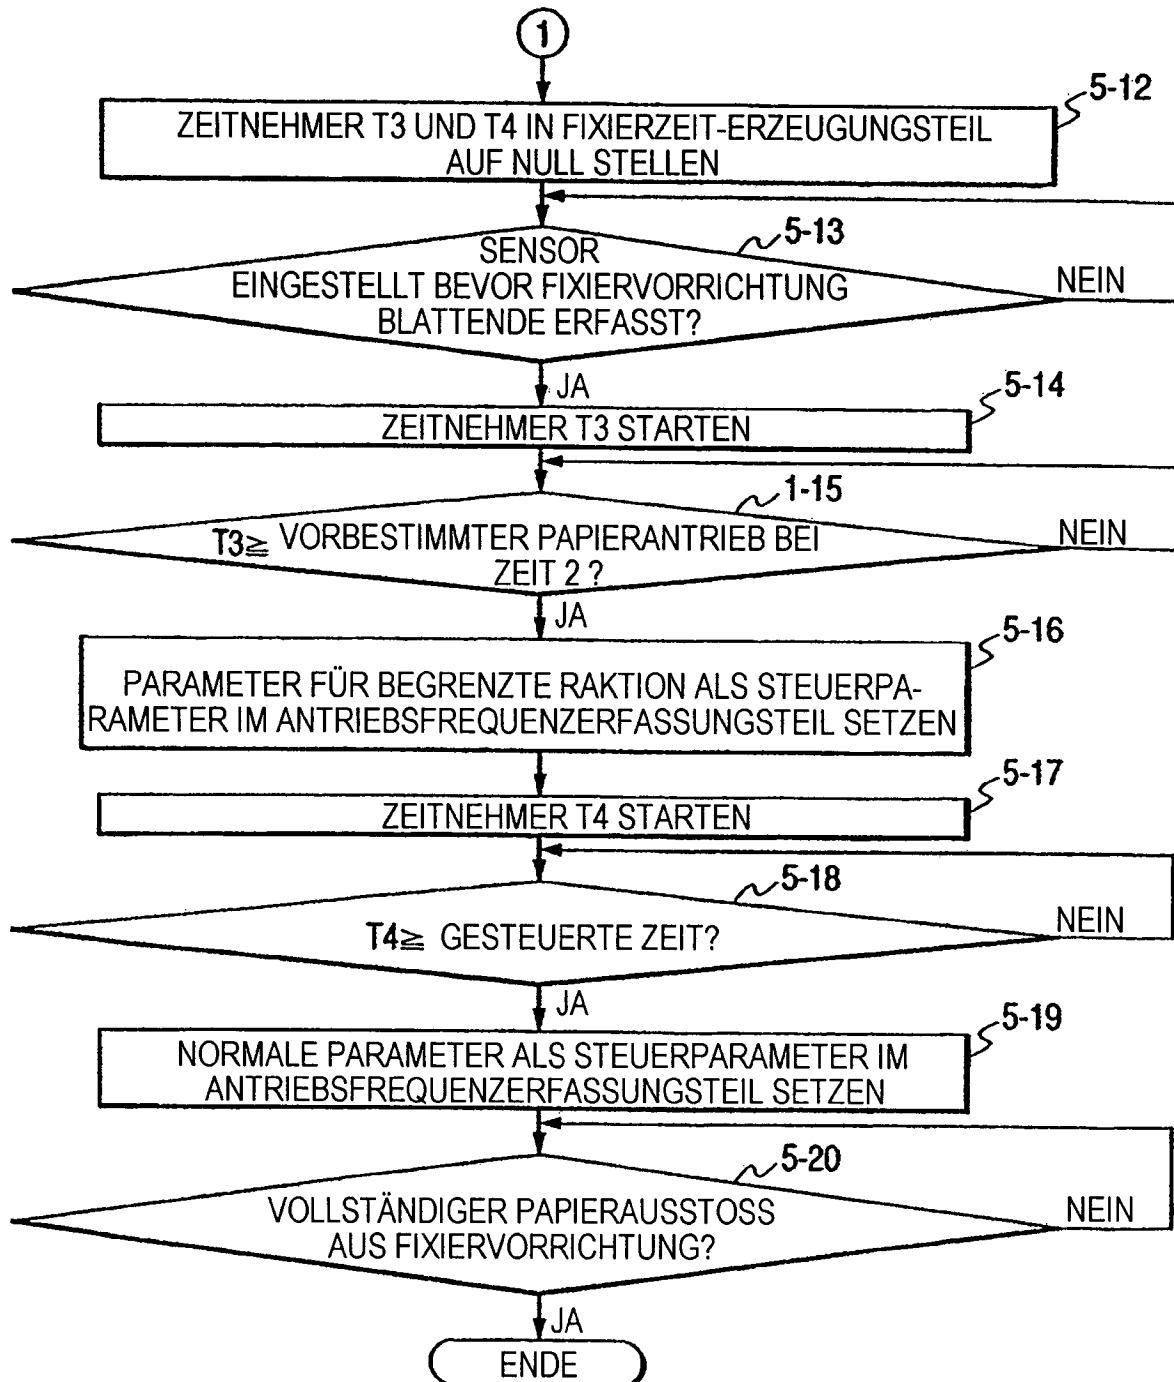 1
5-12
ZEITNEHMER T3 UND T4 IN FIXIERZEIT-ERZEUGUNGSTEIL
AUF NULL STELLEN
5-13
SENSOR
EINGESTELLT BEVOR FIXIERVORRICHTUNG
BLATTENDE ERFASST?
NEIN
JA
5-14
ZEITNEHMER T3 STARTEN
1-15
T3≧ VORBESTIMMTER PAPIERANTRIEB BEI
ZEIT 2 ?
NEIN
JA
5-16
PARAMETER FÜR BEGRENZTE RAKTION ALS STEUERPA-
RAMETER IM ANTRIEBSFREQUENZERFASSUNGSTEIL SETZEN
5-17
ZEITNEHMER T4 STARTEN
5-18
T4≧ GESTEUERTE ZEIT?
NEIN
JA
5-19
NORMALE PARAMETER ALS STEUERPARAMETER IM
ANTRIEBSFREQUENZERFASSUNGSTEIL SETZEN
5-20
VOLLSTÄNDIGER PAPIERAUSSTOSS
AUS FIXIERVORRICHTUNG?
NEIN
JA
ENDE